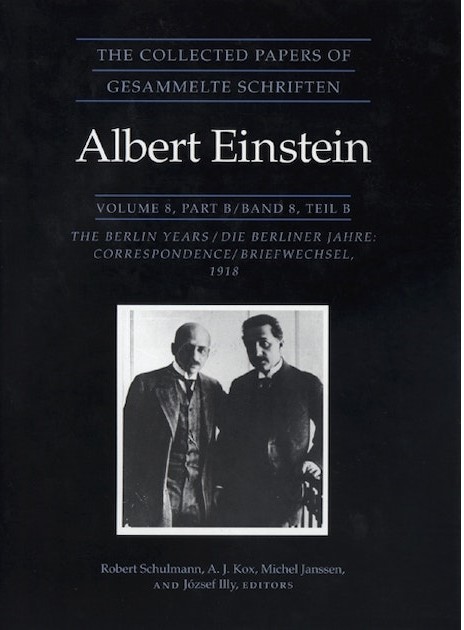 THE COLLECTED PAPERS OF
GESAMMELTE SCHRIFTEN
Albert Einstein
VOLUME 8, PART B/BAND 8, TEIL B
THE BERLIN YEARS/DIE BERLINER JAHRE:
CORRESPONDENCE/BRIEFWECHSEL,
1918
Robert Schulmann, A. J. Kox, Michel Janssen,
AND József Illy, EDITORS